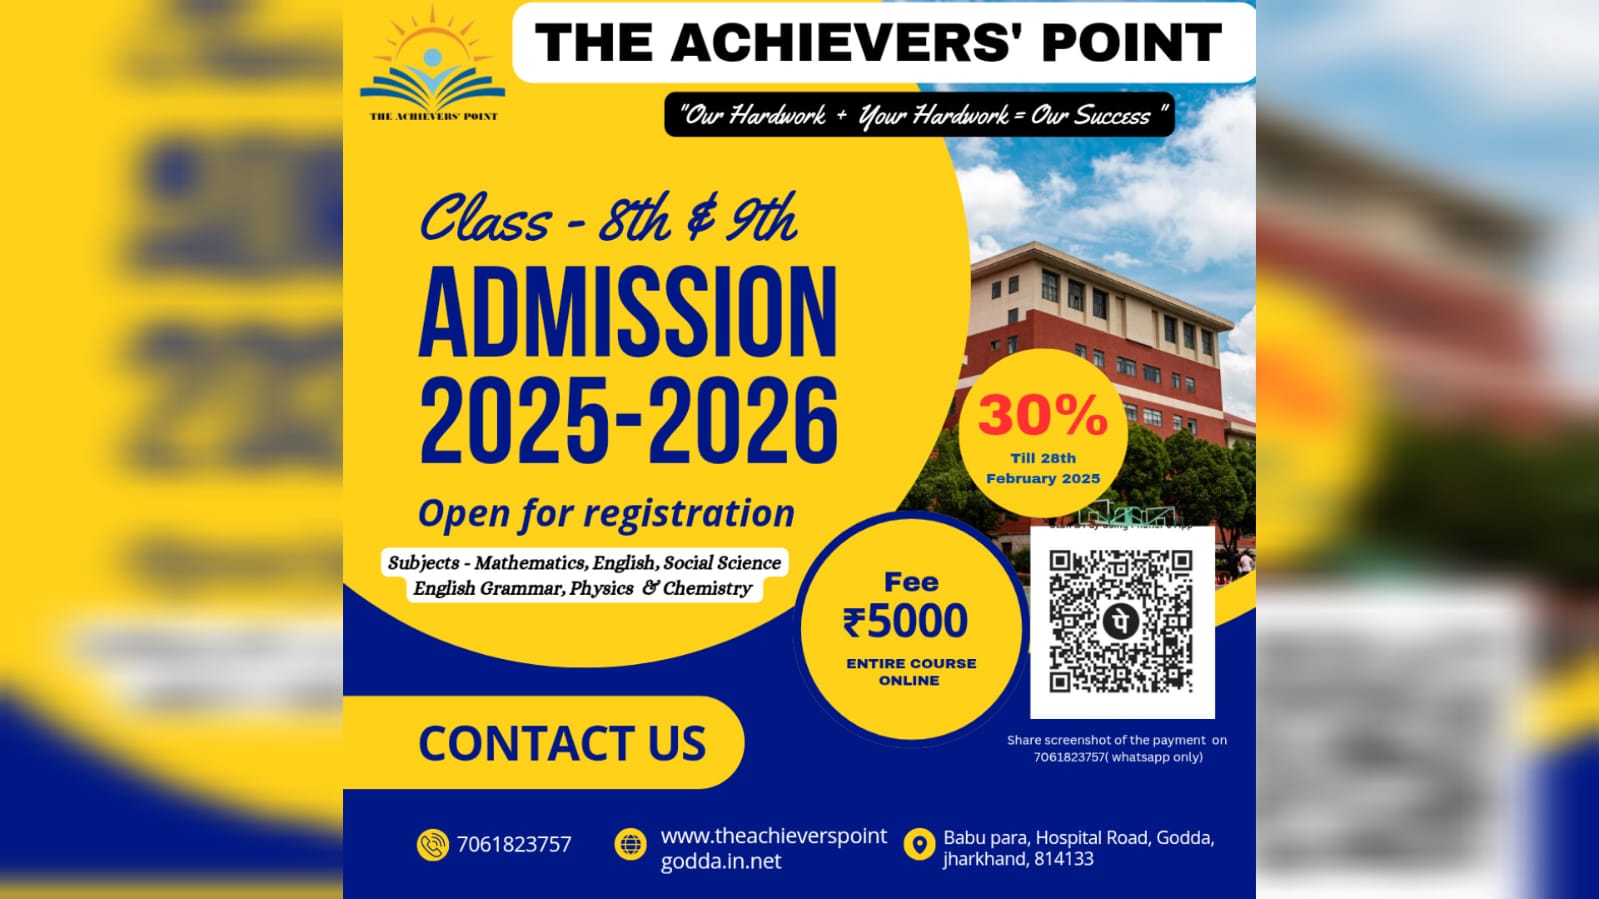 THE ACHIEVERS' POINT
THE ACHIEVERS' POINT
"Our Hardwork + Your Hardwork = Our Success "
Class - 8th & 9th
ADMISSION
2025-2026
Open for registration
Subjects - Mathematics, English, Social Science
English Grammar, Physics & Chemistry
30%
Till 28th
February 2025
Fee
₹5000
ENTIRE COURSE
ONLINE
पे
Share screenshot of the payment on
7061823757( whatsapp only)
CONTACT US
7061823757
www.theachieverspoint
godda.in.net
Babu para, Hospital Road, Godda,
jharkhand, 814133